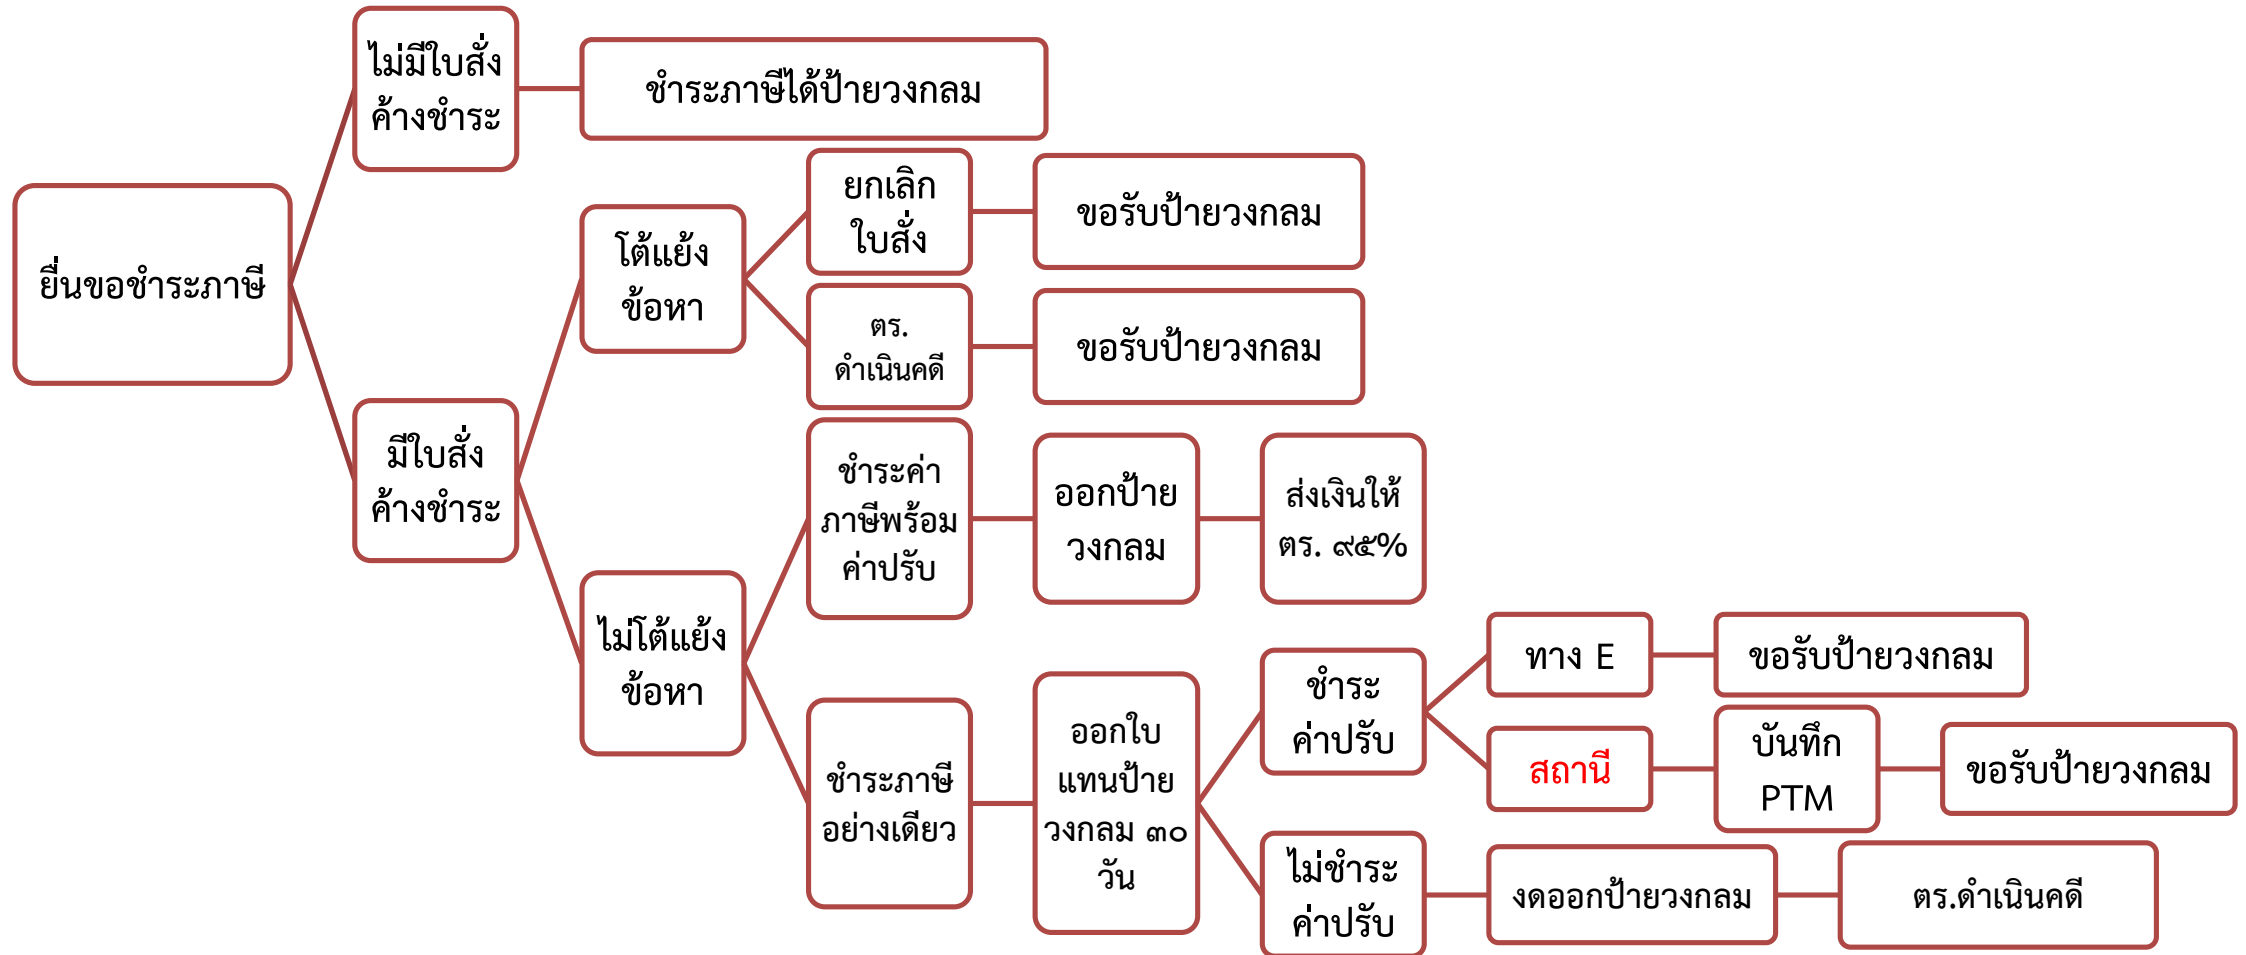 ยื่นขอชำระภาษี
ไม่มีใบสั่ง
ค้างชำระ
ชำระภาษีได้ป้ายวงกลม
มีใบสั่ง
ค้างชำระ
โต้แย้ง
ข้อหา
ยกเลิก
ใบสั่ง
ขอรับป้ายวงกลม
ตร.
ดำเนินคดี
ขอรับป้ายวงกลม
ไม่โต้แย้ง
ข้อหา
ชำระค่า
ภาษีพร้อม
ค่าปรับ
ออกป้าย
วงกลม
ส่งเงินให้
ตร. ๙๕%
ชำระภาษี
อย่างเดียว
ออกใบ
แทนป้าย
วงกลม ๓๐
วัน
ชำระ
ค่าปรับ
ทาง E
ขอรับป้ายวงกลม
สถานี
บันทึก
PTM
ขอรับป้ายวงกลม
ไม่ชำระ
ค่าปรับ
งดออกป้ายวงกลม
ตร.ดำเนินคดี